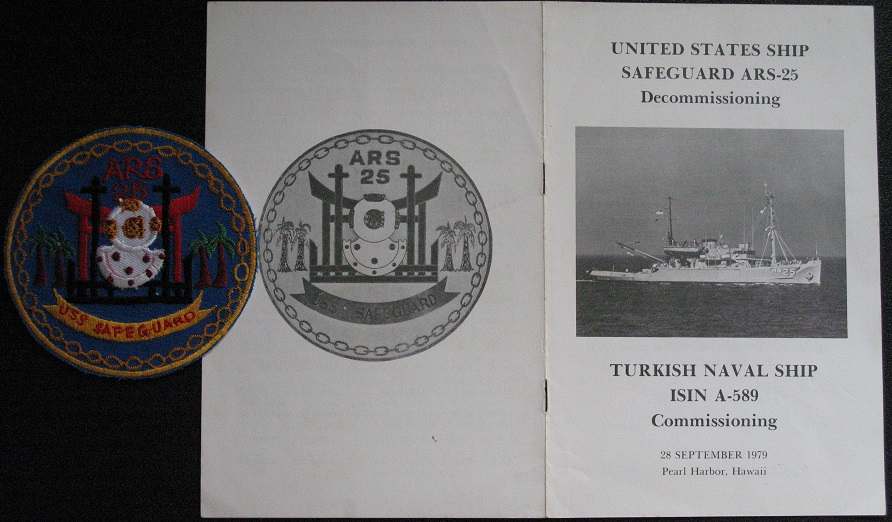 ARS
25
USS SAFEGUARD
ARS
25
USS SAFEGUARD
UNITED STATES SHIP
SAFEGUARD ARS-25
Decommissioning
TURKISH NAVAL SHIP
ISIN A-589
Commissioning
28 SEPTEMBER 1979
Pearl Harbor, Hawaii